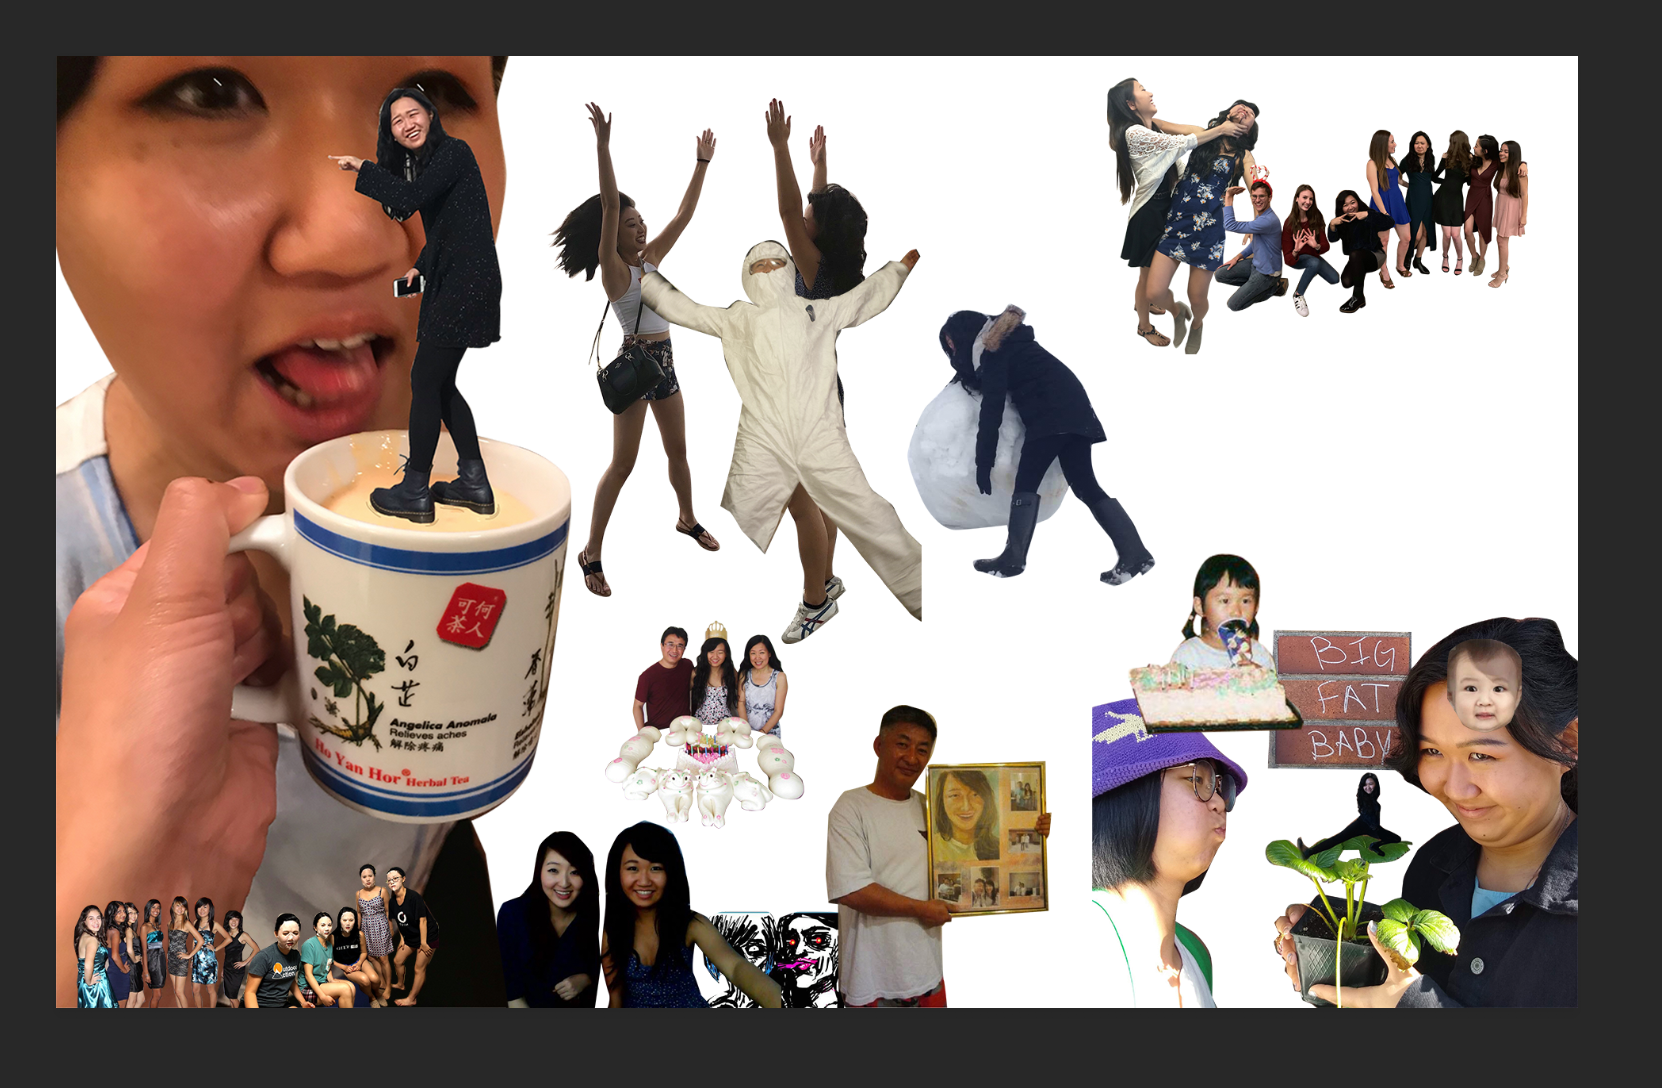 何人
可茶
白芷
Angelica Anomala
Relieves aches
解除疼痛
Ho Yan Hor® Herbal Tea
BIG
FAT
BABY